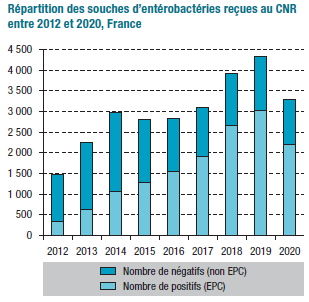 Répartition des souches d’entérobactéries reçues au CNR
entre 2012 et 2020, France
4 500
4 000
3 500
3 000
2 500
2 000
1 500
1 000
500
0
2012 2013 2014 2015 2016 2017 2018 2019 2020
Nombre de négatifs (non EPC)
Nombre de positifs (EPC)